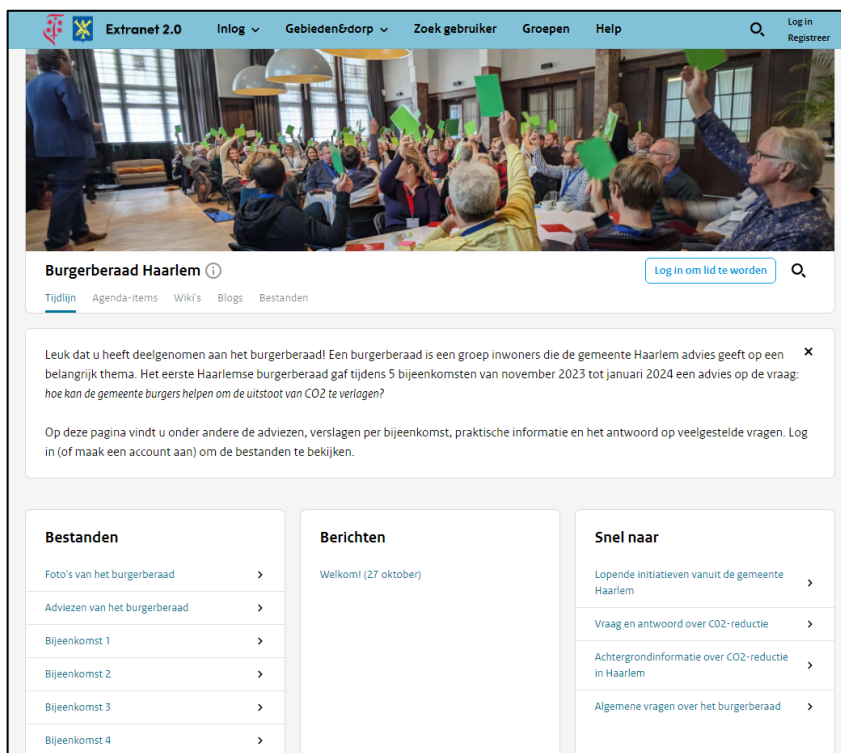 Extranet 2.0
Inlog
Gebieden&dorp
Zoek gebruiker
Groepen
Help
Log in
Registreer
Burgerberaad Haarlem
Log in om lid te worden
Tijdlijn
Agenda-items
Wiki's
Blogs
Bestanden
Leuk dat u heeft deelgenomen aan het burgerberaad! Een burgerberaad is een groep inwoners die de gemeente Haarlem advies geeft op een
belangrijk thema. Het eerste Haarlemse burgerberaad gaf tijdens 5 bijeenkomsten van november 2023 tot januari 2024 een advies op de vraag:
hoe kan de gemeente burgers helpen om de uitstoot van CO2 te verlagen?
Op deze pagina vindt u onder andere de adviezen, verslagen per bijeenkomst, praktische informatie en het antwoord op veelgestelde vragen. Log
in (of maak een account aan) om de bestanden te bekijken.
Bestanden
Foto's van het burgerberaad
Adviezen van het burgerberaad
Bijeenkomst 1
Bijeenkomst 2
Bijeenkomst 3
Bijeenkomst 4
Berichten
Welkom! (27 oktober)
Snel naar
Lopende initiatieven vanuit de gemeente
Haarlem
Vraag en antwoord over C02-reductie
Achtergrondinformatie over CO2-reductie
in Haarlem
Algemene vragen over het burgerberaad